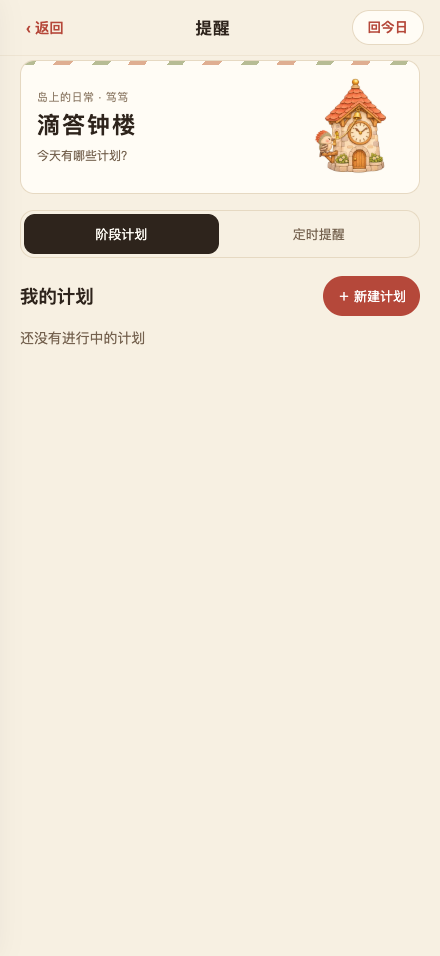 ‹ 返回
提醒
回今日
岛上的日常 · 笃笃
滴答钟楼
今天有哪些计划?
阶段计划
定时提醒
我的计划
+ 新建计划
还没有进行中的计划